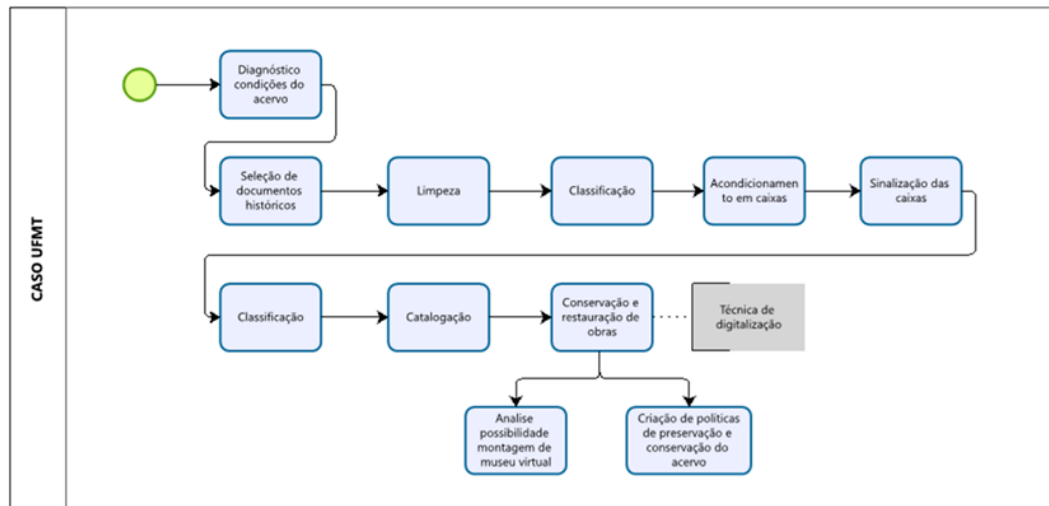 CASO UFMT
Diagnóstico
condições do
acervo
Seleção de
documentos
históricos
Limpeza
Classificação
Acondicionamen
to em caixas
Sinalização das
caixas
Classificação
Catalogação
Conservação e
restauração de
obras
Técnica de
digitalização
Analise
possibilidade
montagem de
museu virtual
Criação de políticas
de preservação e
conservação do
acervo